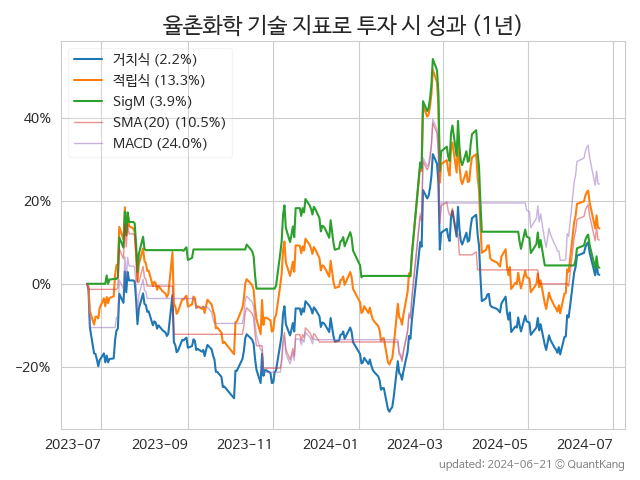 율촌화학 기술 지표로 투자 시 성과 (1년)
거치식 (2.2%)
적립식 (13.3%)
SigM (3.9%)
SMA(20) (10.5%)
MACD (24.0%)
40%
20%
0%
−20%
2023-07 2023-09 2023-11 2024-01 2024-03 2024-05 2024-07
updated: 2024-06-21 © QuantKang